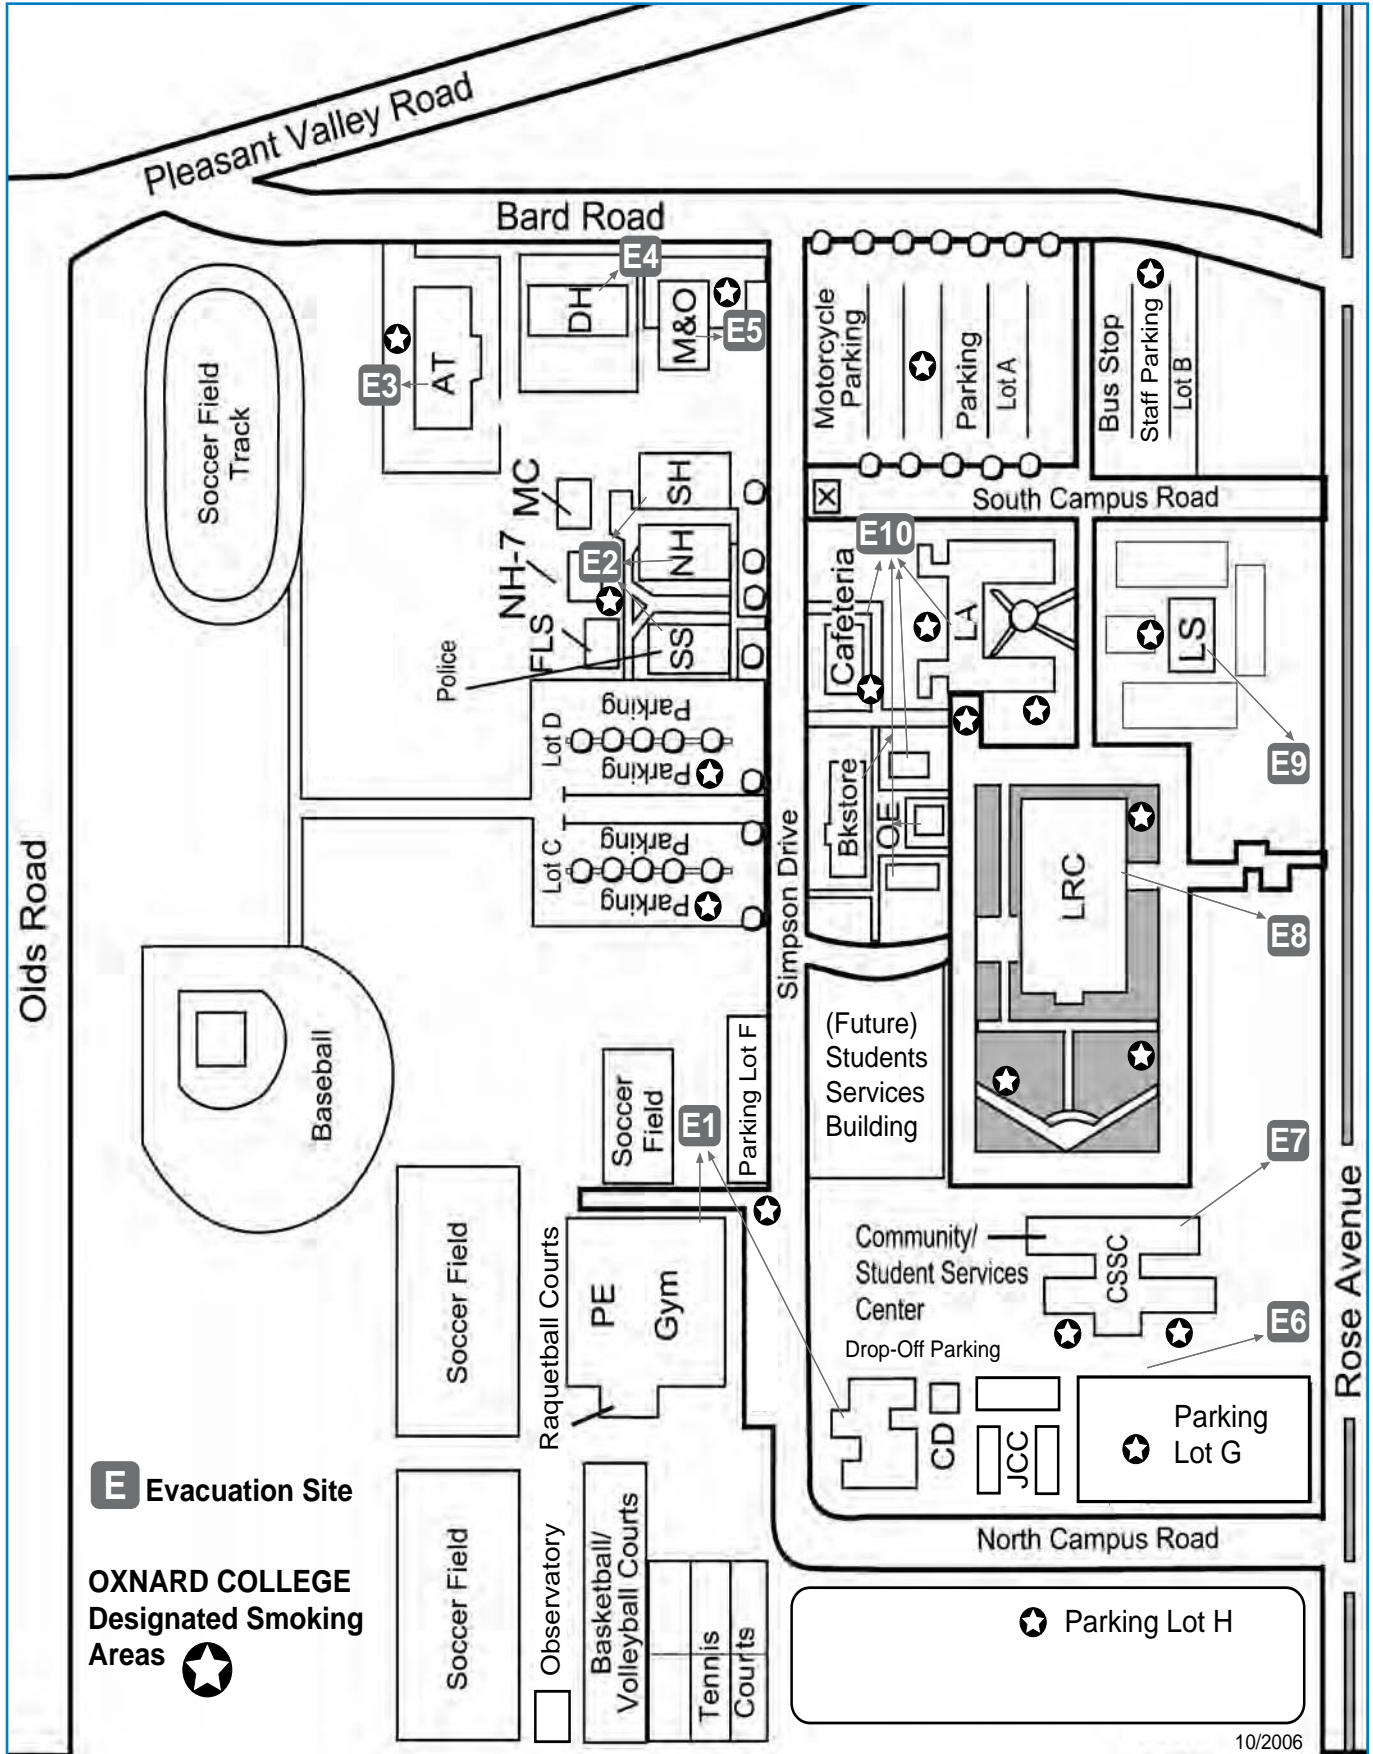 Pleasant Valley Road
Bard Road
E4
DH
M&O
E5
AT
E3
Soccer Field
Track
Motorcycle
Parking
Parking
Lot A
Bus Stop
Staff Parking
Lot B
South Campus Road
X
MC
SH
NH-7
E2
NH
FLS
SS
Police
E10
Cafeteria
LA
LS
E9
Lot D
Parking
Parking
Lot C
Parking
Parking
Bkstore
OE
LRC
E8
Simpson Drive
Olds Road
Baseball
Soccer
Field
Parking Lot F
E1
(Future)
Students
Services
Building
E7
Rose Avenue
Community/
Student Services
Center
CSSC
E6
Drop-Off Parking
Soccer Field
Raquetball Courts
PE
Gym
CD
JCC
Parking
Lot G
North Campus Road
E Evacuation Site
OXNARD COLLEGE
Designated Smoking
Areas
Soccer Field
Observatory
Basketball/
Volleyball Courts
Tennis
Courts
Parking Lot H
10/2006